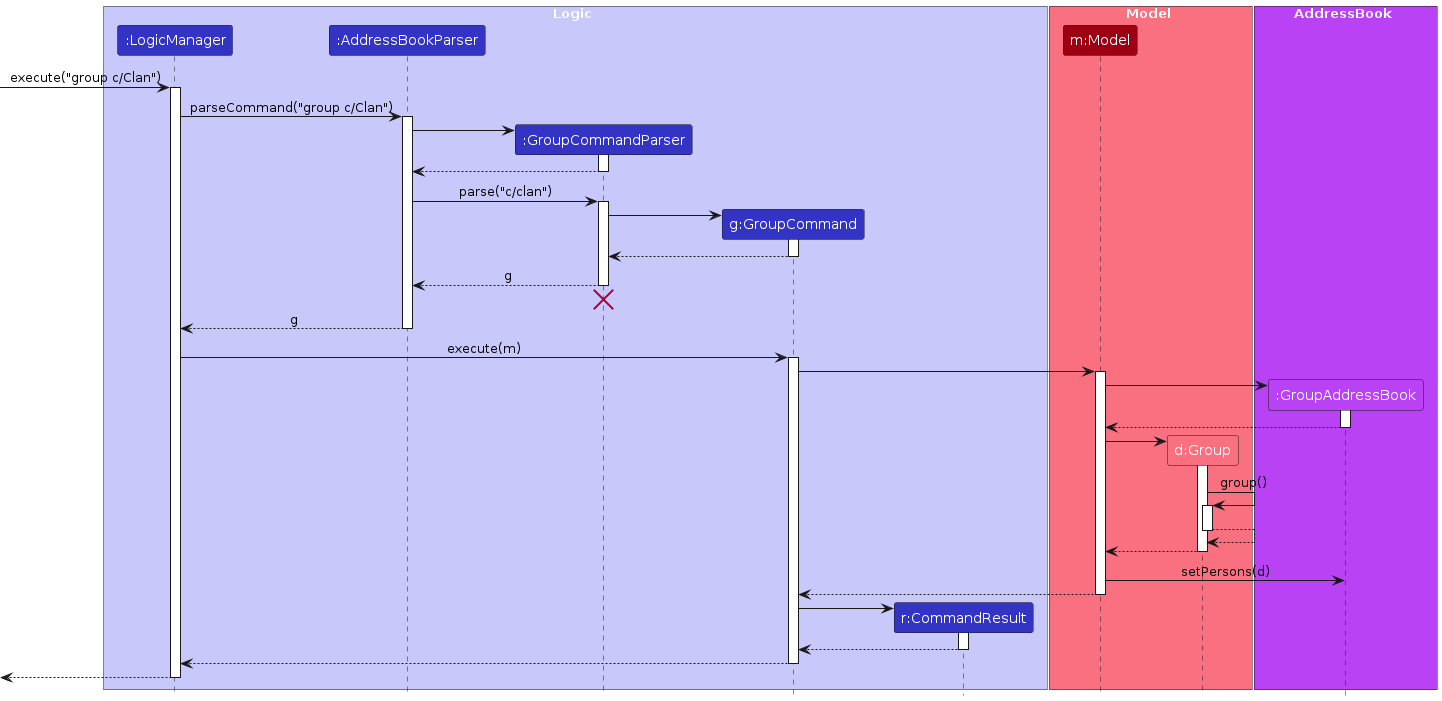 Logic
Model
AddressBook
:LogicManager
:AddressBookParser
m:Model
execute("group c/Clan")
parseCommand("group c/Clan")
:GroupCommandParser
parse("c/clan")
g:GroupCommand
g
g
execute(m)
:GroupAddressBook
d:Group
group()
setPersons(d)
r:CommandResult